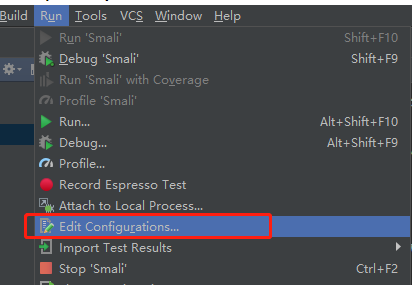 Build Run Tools VCS Window Help
Run 'Smali' Shift+F10
Debug 'Smali' Shift+F9
Run 'Smali' with Coverage
Profile 'Smali'
Run... Alt+Shift+F10
Debug... Alt+Shift+F9
Profile...
Record Espresso Test
Attach to Local Process...
Edit Configurations...
Import Test Results
Stop 'Smali' Ctrl+F2